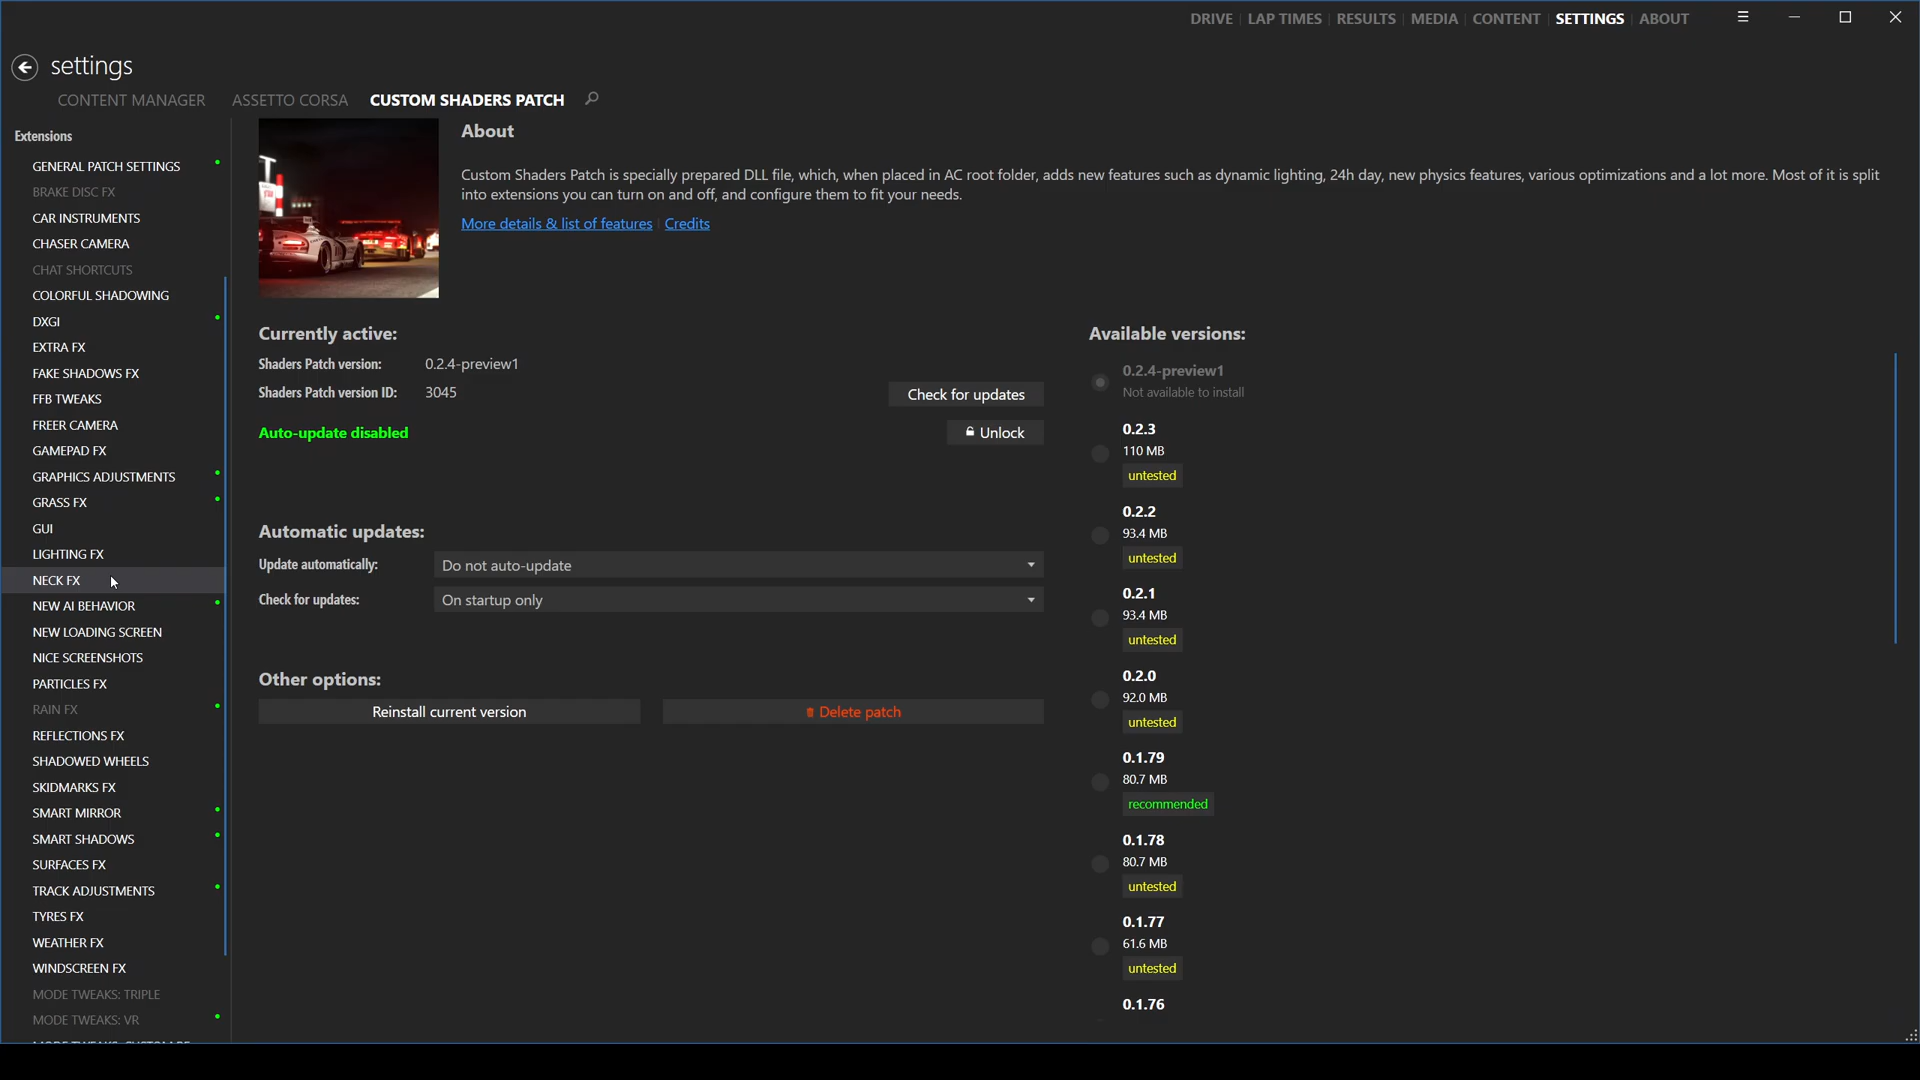 DRIVE LAP TIMES RESULTS MEDIA CONTENT SETTINGS ABOUT
settings
CONTENT MANAGER ASSETTO CORSA CUSTOM SHADERS PATCH
Extensions
GENERAL PATCH SETTINGS
BRAKE DISC FX
CAR INSTRUMENTS
CHASER CAMERA
CHAT SHORTCUTS
COLORFUL SHADOWING
DXGI
EXTRA FX
FAKE SHADOWS FX
FFB TWEAKS
FREER CAMERA
GAMEPAD FX
GRAPHICS ADJUSTMENTS
GRASS FX
GUI
LIGHTING FX
NECK FX
NEW AI BEHAVIOR
NEW LOADING SCREEN
NICE SCREENSHOTS
PARTICLES FX
RAIN FX
REFLECTIONS FX
SHADOWED WHEELS
SKIDMARKS FX
SMART MIRROR
SMART SHADOWS
SURFACES FX
TRACK ADJUSTMENTS
TYRES FX
WEATHER FX
WINDSCREEN FX
MODE TWEAKS: TRIPLE
MODE TWEAKS: VR
About
Custom Shaders Patch is specially prepared DLL file, which, when placed in AC root folder, adds new features such as dynamic lighting, 24h day, new physics features, various optimizations and a lot more. Most of it is split
into extensions you can turn on and off, and configure them to fit your needs.
More details & list of features Credits
Currently active:
Shaders Patch version: 0.2.4-preview1
Shaders Patch version ID: 3045
Check for updates
Auto-update disabled
Unlock
Automatic updates:
Update automatically: Do not auto-update
Check for updates: On startup only
Other options:
Reinstall current version
Delete patch
Available versions:
0.2.4-preview1
Not available to install
0.2.3
110 MB
untested
0.2.2
93.4 MB
untested
0.2.1
93.4 MB
untested
0.2.0
92.0 MB
untested
0.1.79
80.7 MB
recommended
0.1.78
80.7 MB
untested
0.1.77
61.6 MB
untested
0.1.76